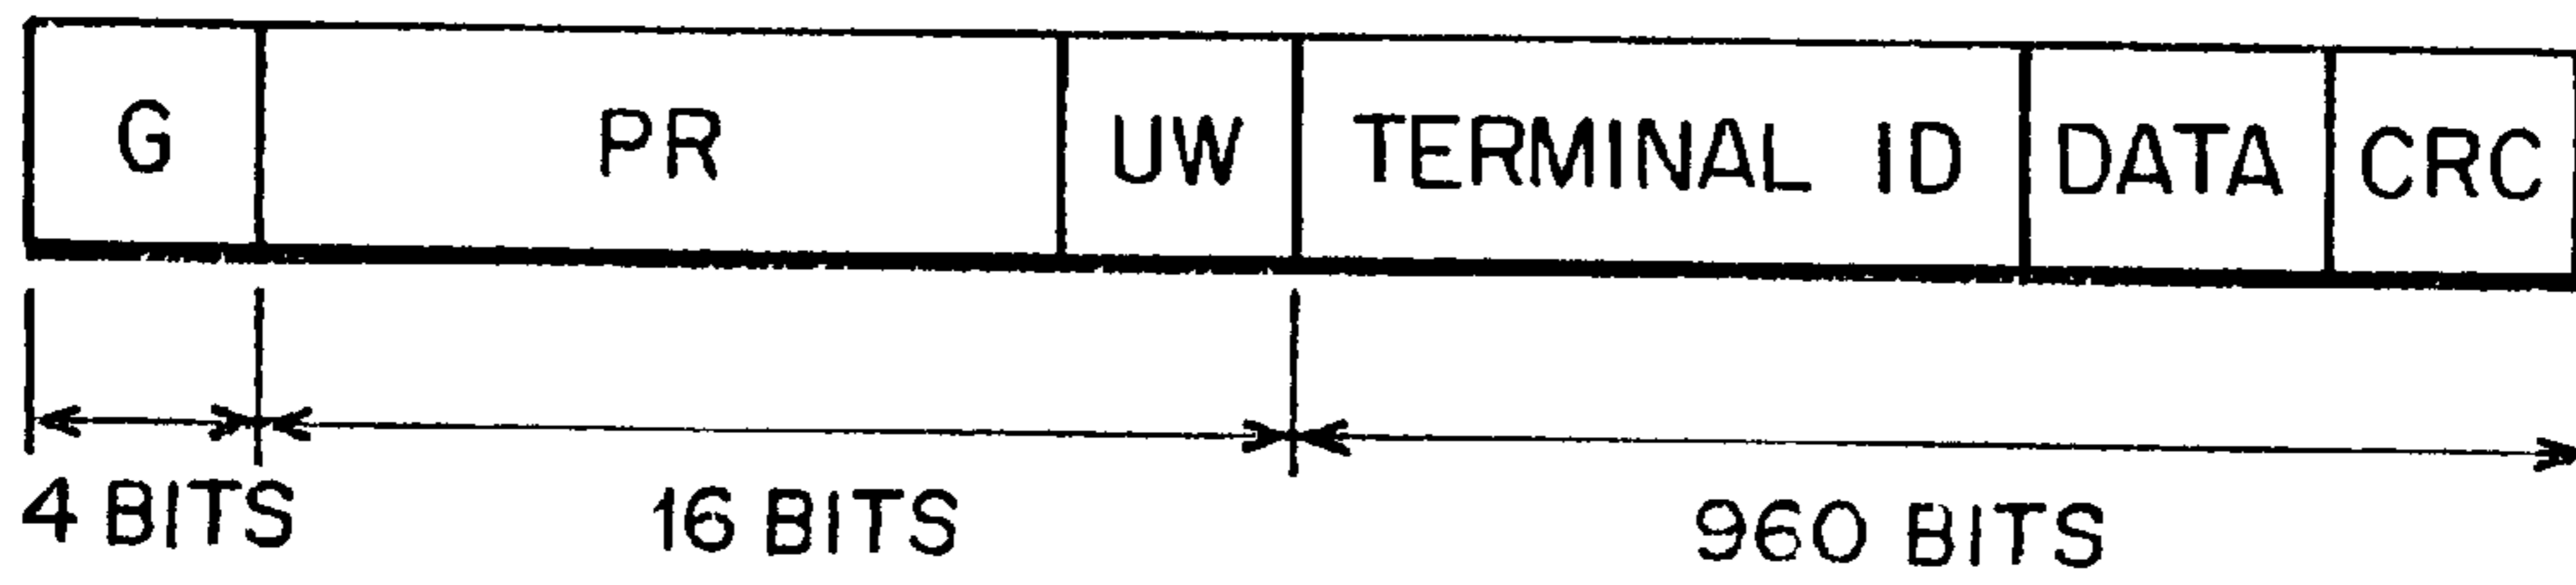 G PR UW TERMINAL ID DATA CRC
4 BITS 16 BITS 960 BITS